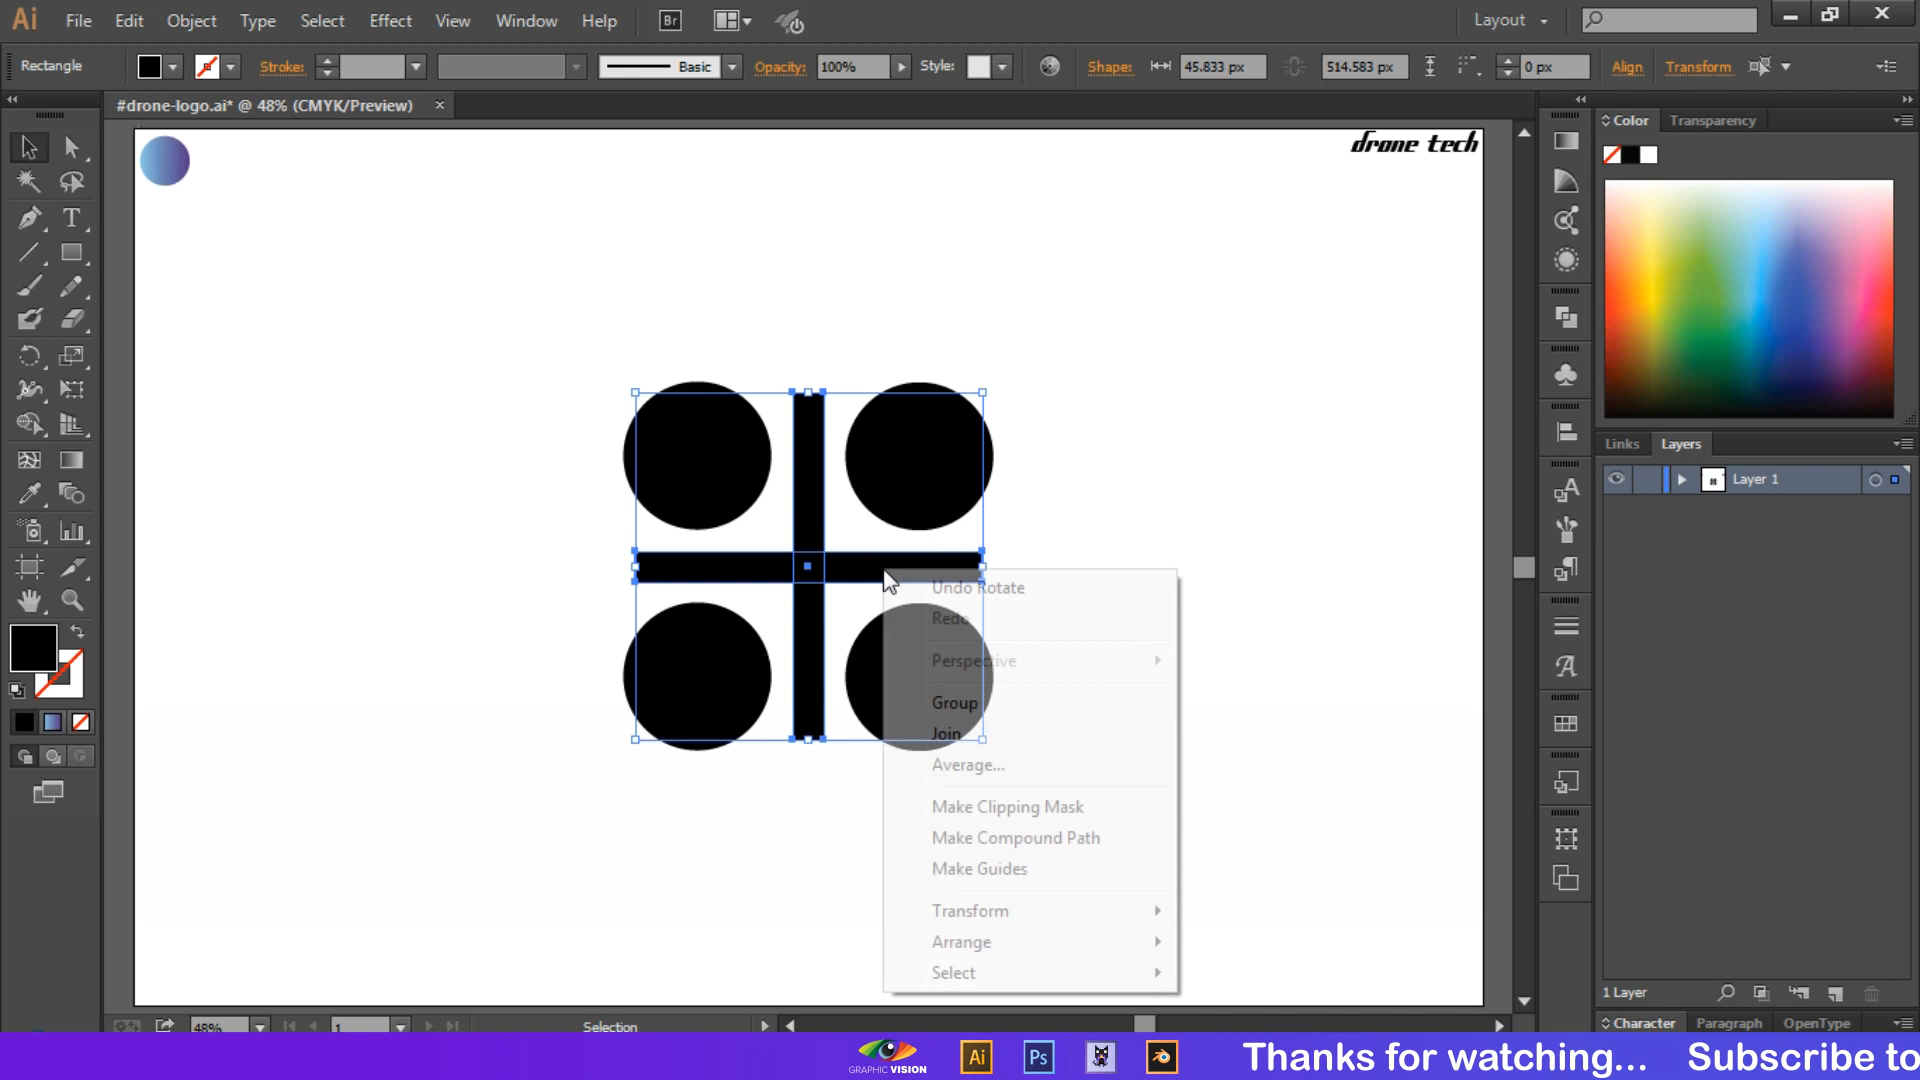 Ai File Edit Object Type Select Effect View Window Help Br Layout
Rectangle Stroke: Basic Opacity: 100% Style: Shape: 45.833 px 514.583 px 0 px Align Transform
#drone-logo.ai* @ 48% (CMYK/Preview)
Color Transparency
drone tech
Links Layers
Layer 1
Undo Rotate
Redo
Perspective
Group
Join
Average...
Make Clipping Mask
Make Compound Path
Make Guides
Transform
Arrange
Select
1 Layer
48% 1 Selection
Character Paragraph OpenType
GRAPHIC VISION Ai Ps Thanks for watching... Subscribe to